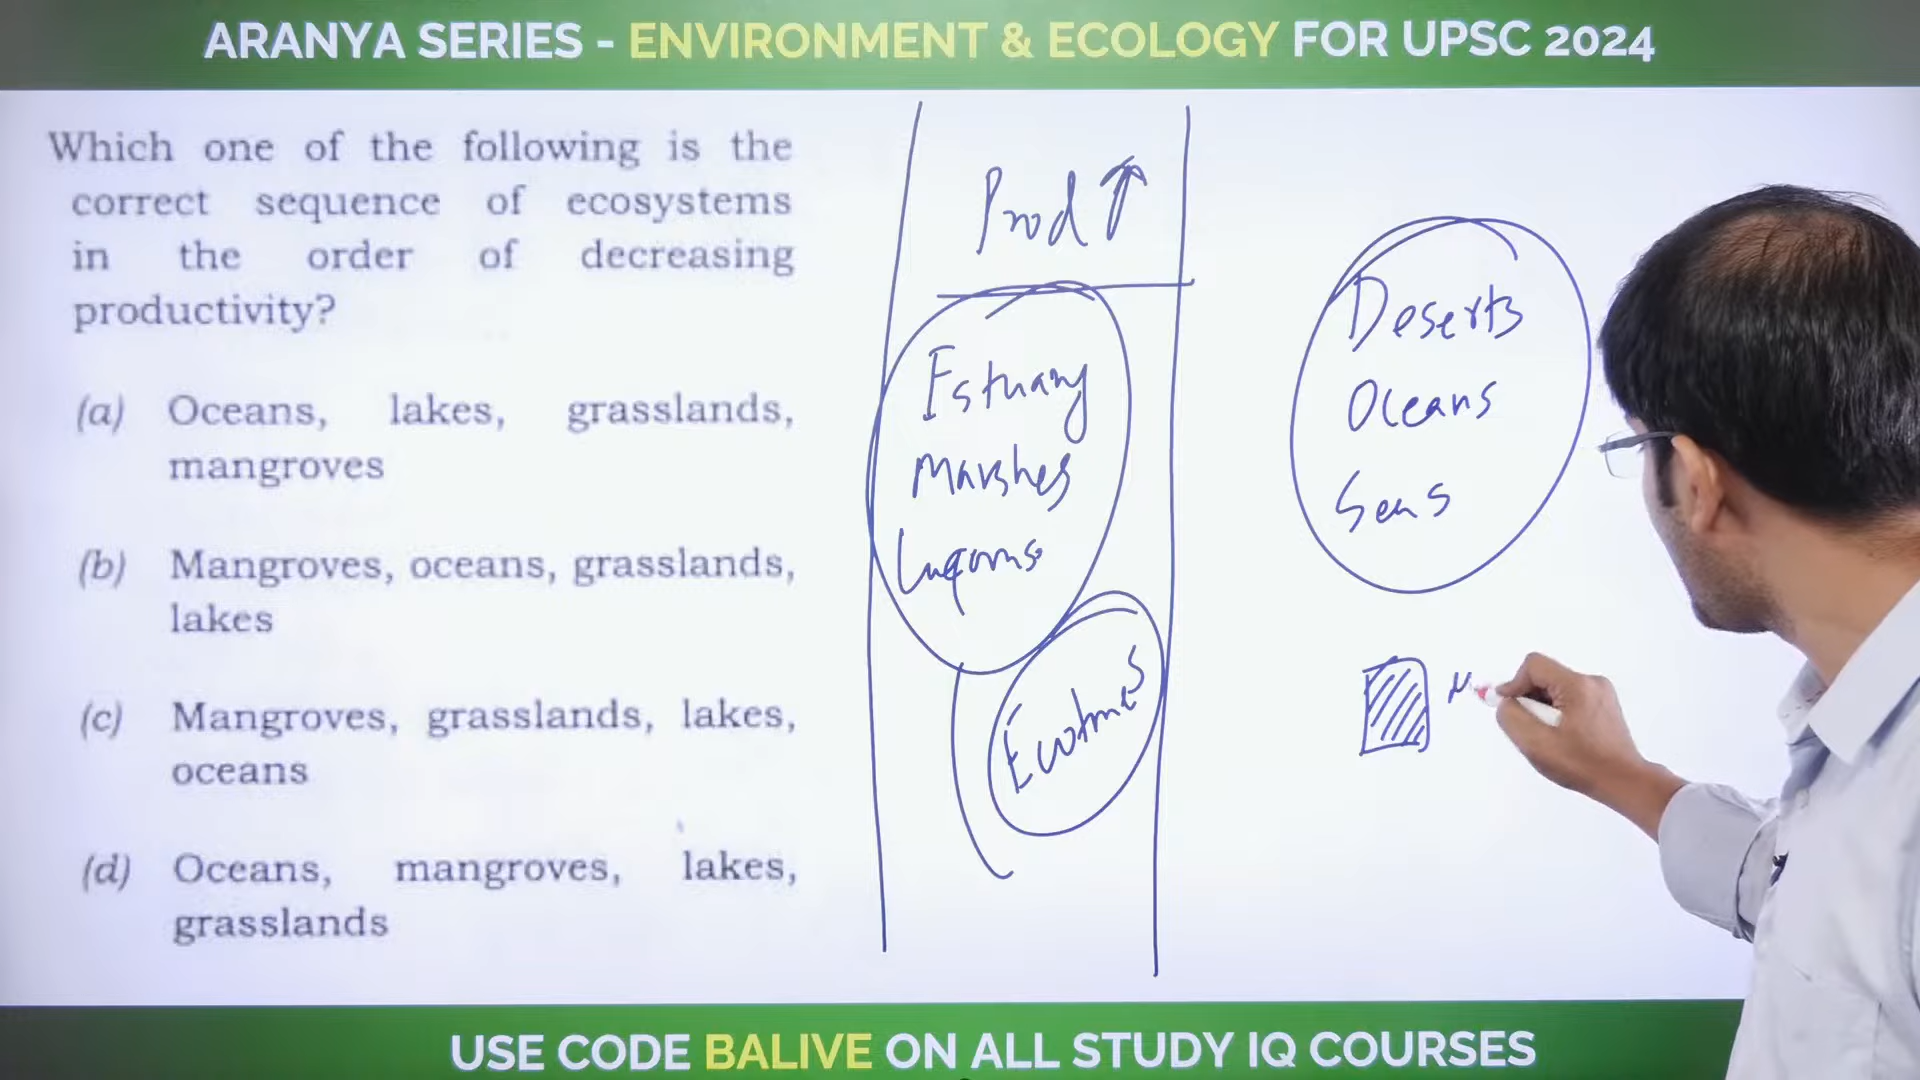 ARANYA SERIES - ENVIRONMENT & ECOLOGY FOR UPSC 2024
Which one of the following is the
correct sequence of ecosystems
in the order of decreasing
productivity?
(a) Oceans, lakes, grasslands,
mangroves
(b) Mangroves, oceans, grasslands,
lakes
(c) Mangroves, grasslands, lakes,
oceans
(d) Oceans, mangroves, lakes,
grasslands
Prod ↑
Estuary
Marshes
Lagoons
Ecotones
Deserts
Oceans
Seas
USE CODE BALIVE ON ALL STUDY IQ COURSES